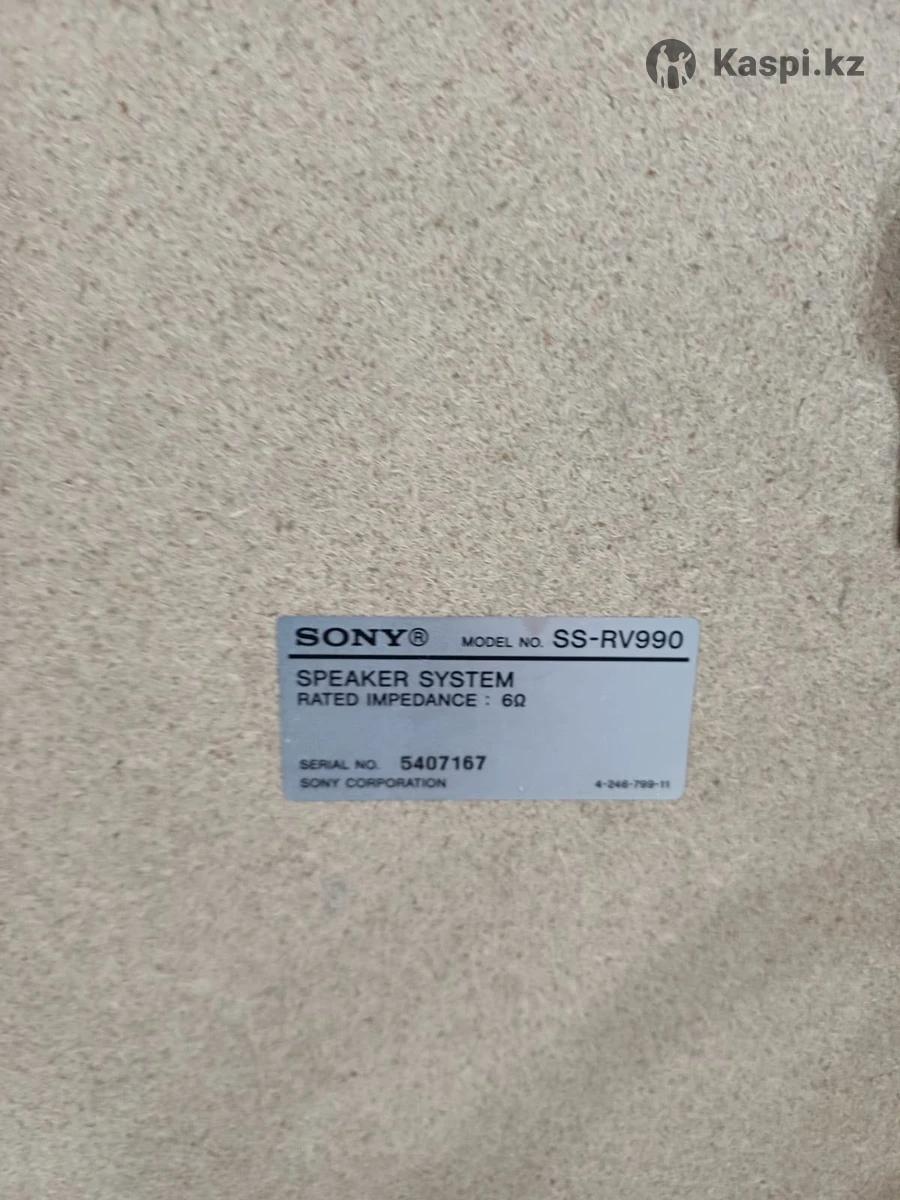 Kaspi.kz
SONY® MODEL NO. SS-RV990
SPEAKER SYSTEM
RATED IMPEDANCE : 6Ω
SERIAL NO. 5407167
SONY CORPORATION 4-246-799-11